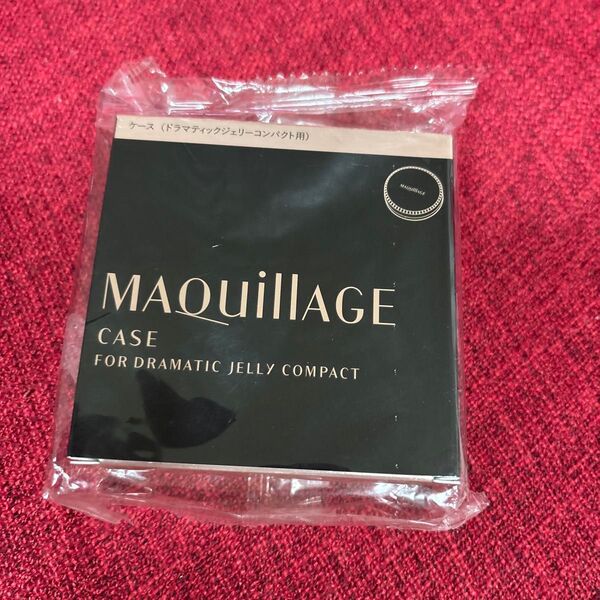 ケース〈ドラマティックジェリーコンパクト用〉
MAQuillAGE
MAQuillAGE
CASE
FOR DRAMATIC JELLY COMPACT